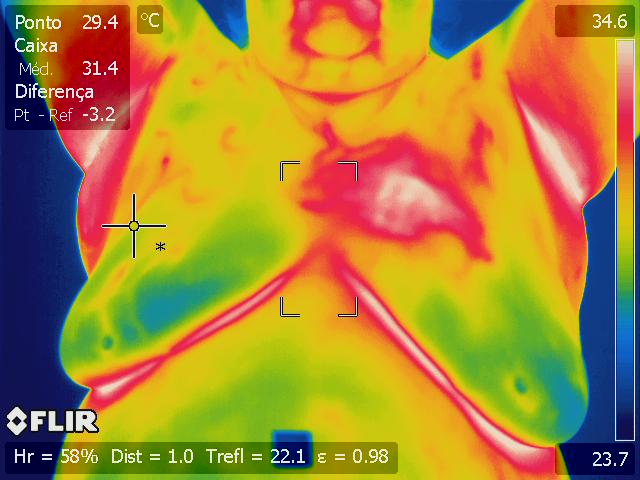 Ponto 29.4 °C
Caixa
Méd. 31.4
Diferença
Pt - Ref -3.2
34.6
*
FLIR
Hr = 58% Dist = 1.0 Trefl = 22.1 ε = 0.98
23.7